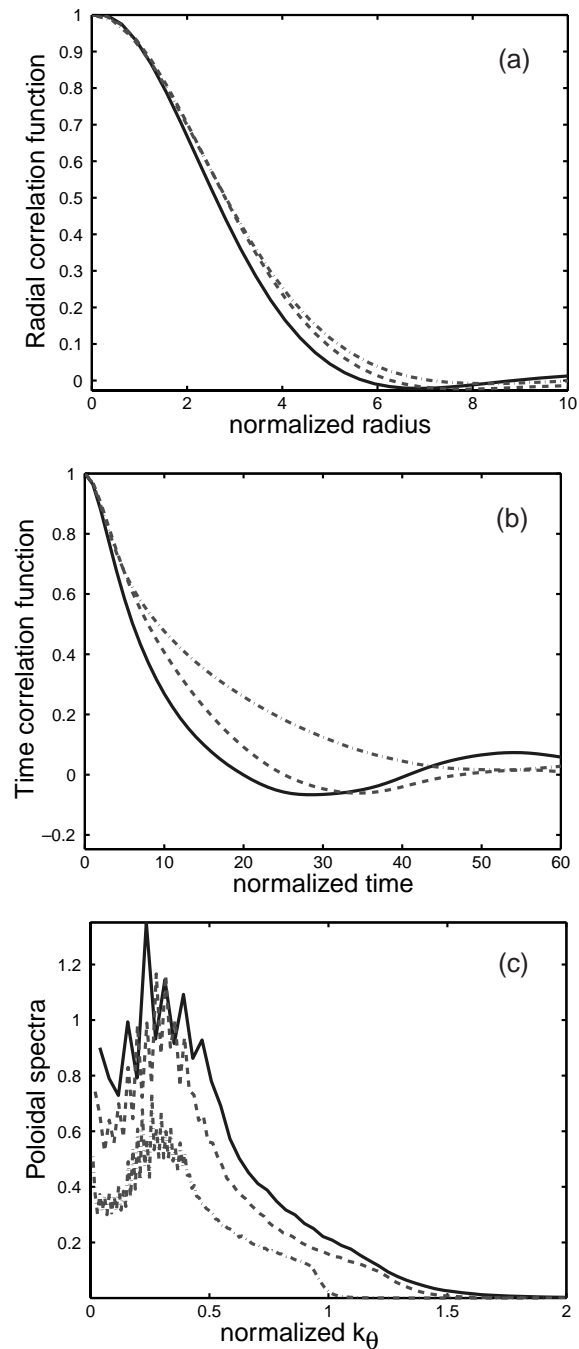 1
0.9
0.8
0.7
0.6
0.5
0.4
0.3
0.2
0.1
0
Radial correlation function
(a)
0 2 4 6 8 10
normalized radius
1
0.8
0.6
0.4
0.2
0
–0.2
Time correlation function
(b)
0 10 20 30 40 50 60
normalized time
1.2
1
0.8
0.6
0.4
0.2
Poloidal spectra
(c)
0 0.5 1 1.5 2
normalized kθ